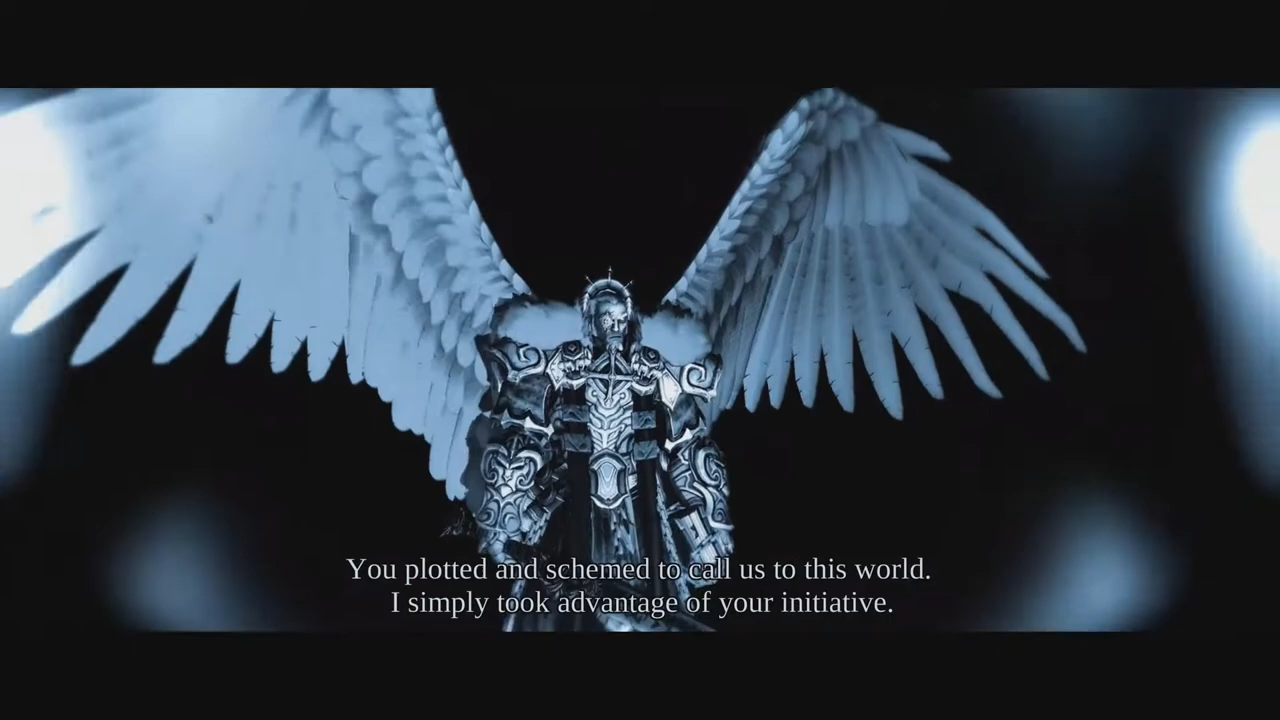 You plotted and schemed to call us to this world.
I simply took advantage of your initiative.